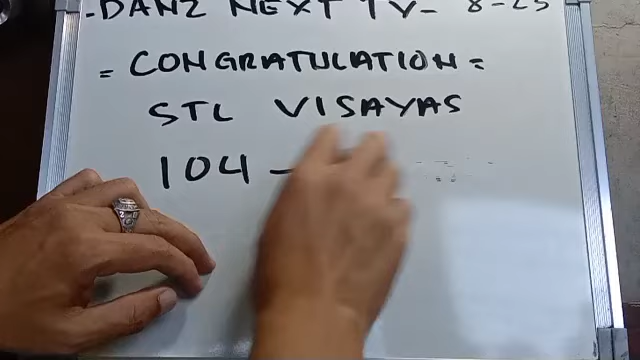 -DANZ NEXT TV- 8-25
= CONGRATULATION =
STL VISAYAS
104 -